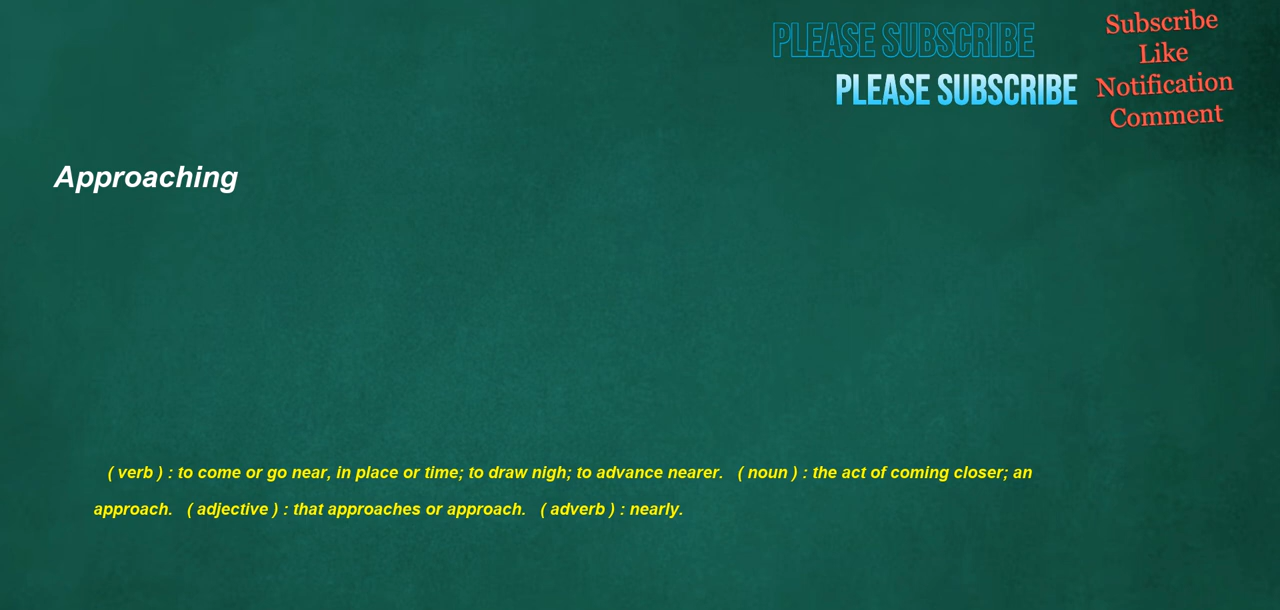 PLEASE SUBSCRIBE
PLEASE SUBSCRIBE
Subscribe
Like
Notification
Comment
Approaching
( verb ) : to come or go near, in place or time; to draw nigh; to advance nearer. ( noun ) : the act of coming closer; an
approach. ( adjective ) : that approaches or approach. ( adverb ) : nearly.